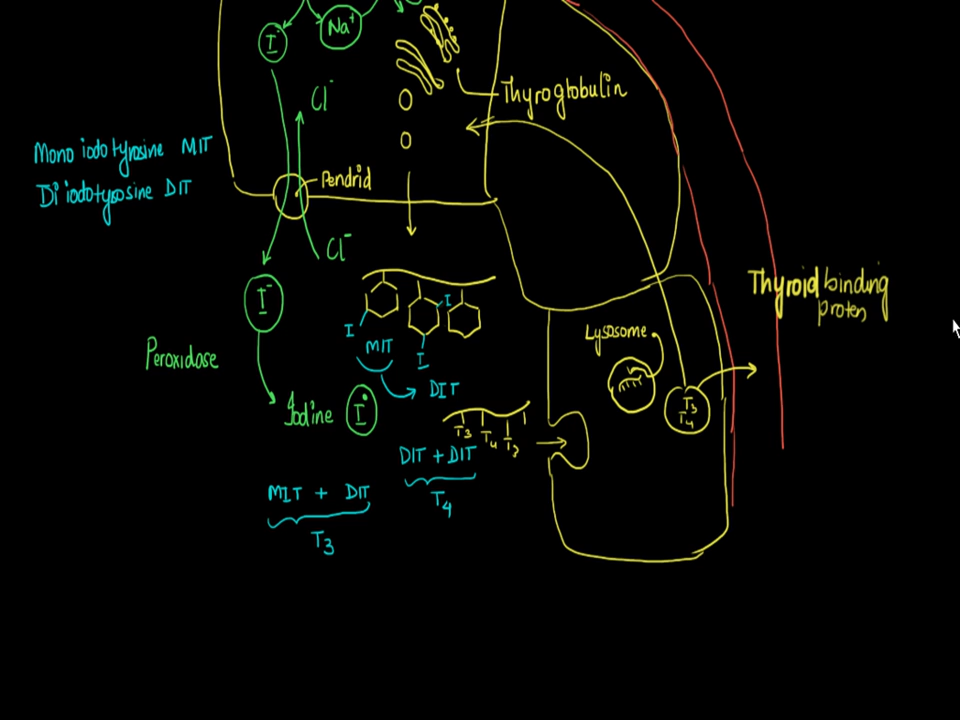 I⁻
Na⁺
Cl⁻
Thyroglobulin
Mono iodotyrosine MIT
Di iodotyrosine DIT
Pendrid
Cl⁻
I⁻
Thyroid binding
protein
I
I
MIT
I
DIT
Peroxidase
Lysosome
Iodine I°
T3
T4
T3 T4 T3
DIT + DIT
T4
MIT + DIT
T3